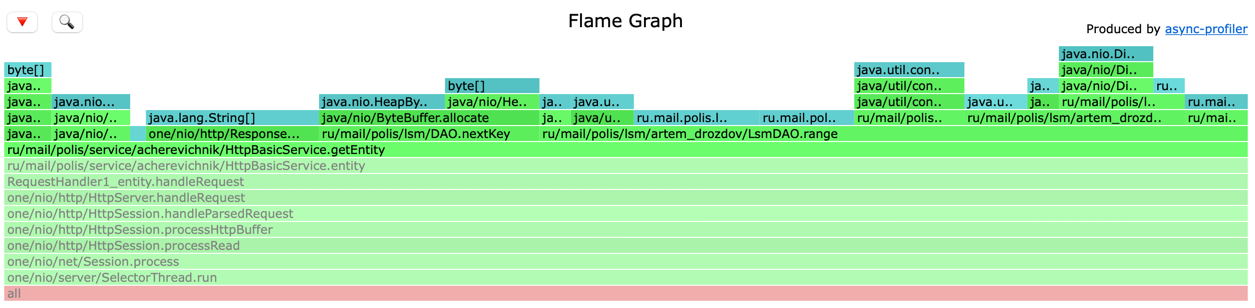 Flame Graph
Produced by async-profiler
java.nio.Di..
byte[] java.util.con.. java/nio/Di..
java.. byte[] java/util/con.. ja.. java/nio/Di.. ru..
java.. java.nio... java.nio.HeapBy.. java/nio/He.. ja.. java.u.. java/util/con.. java.u.. ja.. ru/mail/polis/l.. ru.mai..
java.. java/nio/.. java.lang.String[] java/nio/ByteBuffer.allocate ja.. java/u.. ru.mail.polis.l.. ru.mail.pol.. ru/mail/polis.. ru/mail/polis/lsm/artem_drozd.. ru/mai..
java.. java/nio/.. one/nio/http/Response... ru/mail/polis/lsm/DAO.nextKey ru/mail/polis/lsm/artem_drozdov/LsmDAO.range
ru/mail/polis/service/acherevichnik/HttpBasicService.getEntity
ru/mail/polis/service/acherevichnik/HttpBasicService.entity
RequestHandler1_entity.handleRequest
one/nio/http/HttpServer.handleRequest
one/nio/http/HttpSession.handleParsedRequest
one/nio/http/HttpSession.processHttpBuffer
one/nio/http/HttpSession.processRead
one/nio/net/Session.process
one/nio/server/SelectorThread.run
all